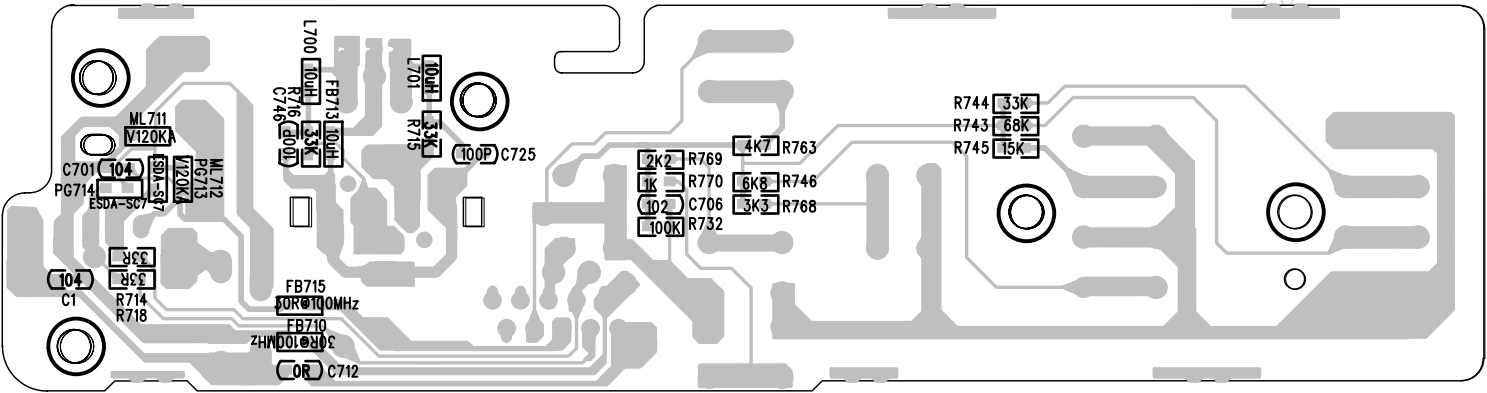 L700
10uH
R716
C746
100P
33K
FB713
10uH
L701
10uH
R715
33K
100P C725
ML711
V120KA
C701 104
PG714
ESDA-SC7
ESDA-SC7
V120KA
PG713
ML712
33R
33R
R714
R718
104
C1
FB715
30R@100MHz
FB710
30R@100MHz
0R C712
2K2 R769
1K R770
102 C706
100K R732
4K7 R763
6K8 R746
3K3 R768
R744 33K
R743 68K
R745 15K